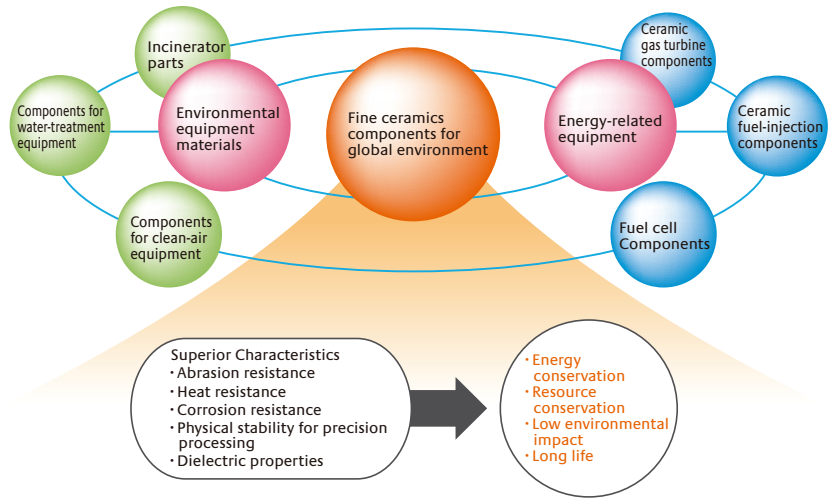 Incinerator
parts
Components for
water-treatment
equipment
Environmental
equipment
materials
Components
for clean-air
equipment
Fine ceramics
components for
global environment
Ceramic
gas turbine
components
Energy-related
equipment
Ceramic
fuel-injection
components
Fuel cell
Components
Superior Characteristics
・Abrasion resistance
・Heat resistance
・Corrosion resistance
・Physical stability for precision
processing
・Dielectric properties
・Energy
conservation
・Resource
conservation
・Low environmental
impact
・Long life